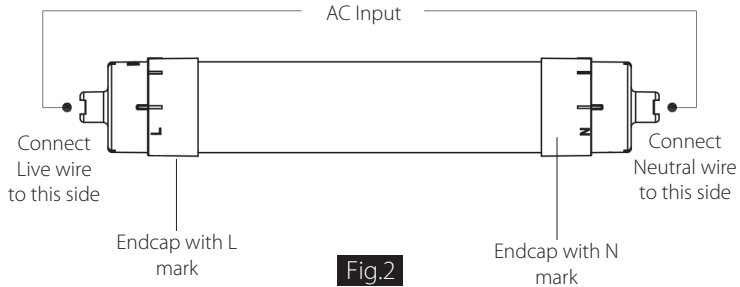 AC Input
L
N
Connect
Live wire
to this side
Connect
Neutral wire
to this side
Endcap with L
mark
Endcap with N
mark
Fig.2